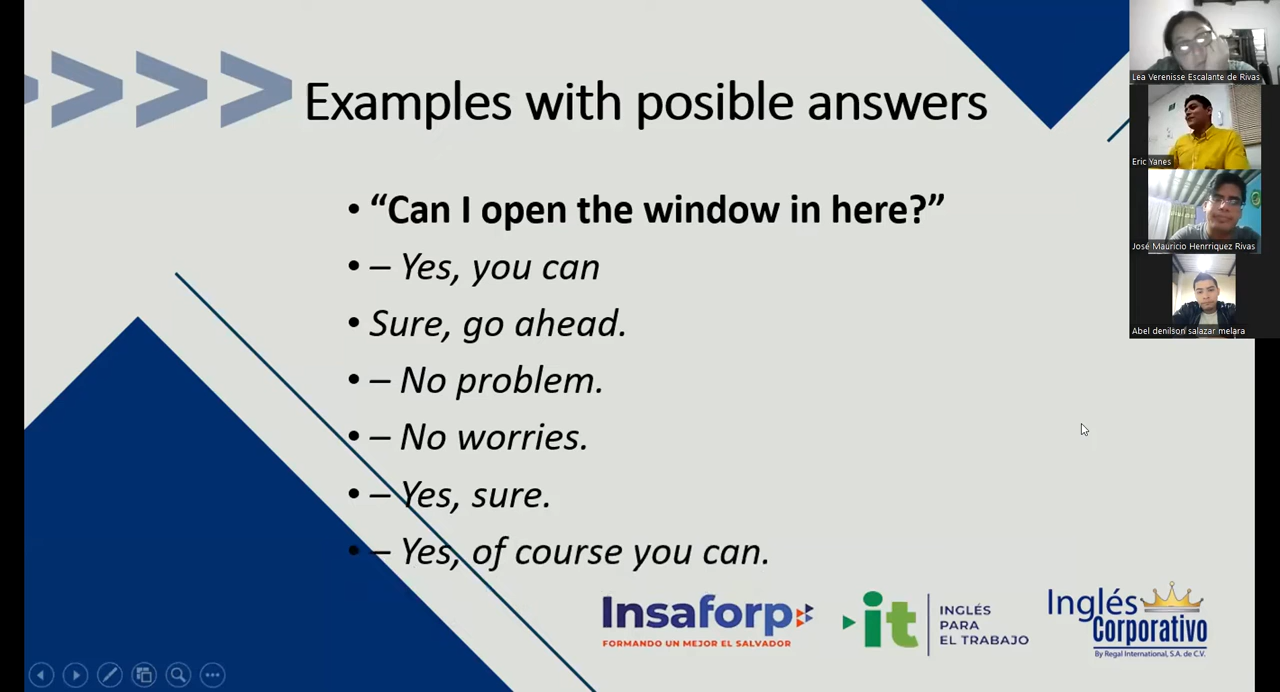 Examples with posible answers
• “Can I open the window in here?”
• – Yes, you can
• Sure, go ahead.
• – No problem.
• – No worries.
• – Yes, sure.
• – Yes, of course you can.
Insaforp
FORMANDO UN MEJOR EL SALVADOR
it
INGLÉS
PARA
EL TRABAJO
Inglés
Corporativo
By Regal International, S.A. de C.V.
Lea Verenisse Escalante de Rivas
Eric Yanes
José Mauricio Henrriquez Rivas
Abel denilson salazar melara